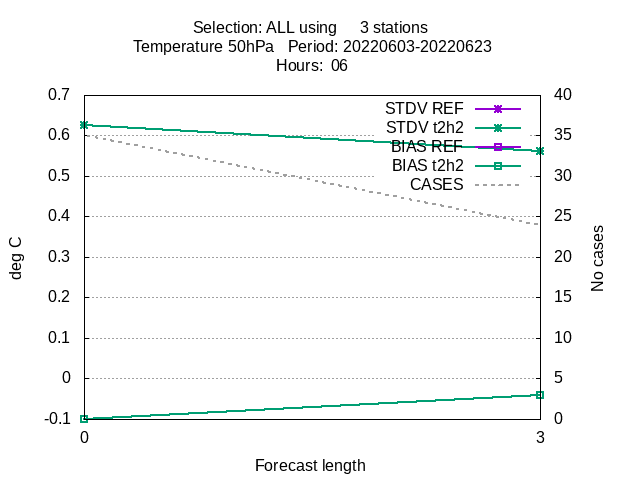 Selection: ALL using 3 stations
Temperature 50hPa Period: 20220603-20220623
Hours: 06
0.7
0.6
0.5
0.4
0.3
0.2
0.1
0
-0.1
40
35
30
25
20
15
10
5
0
STDV REF
STDV t2h2
BIAS REF
BIAS t2h2
CASES
deg C
No cases
0
3
Forecast length